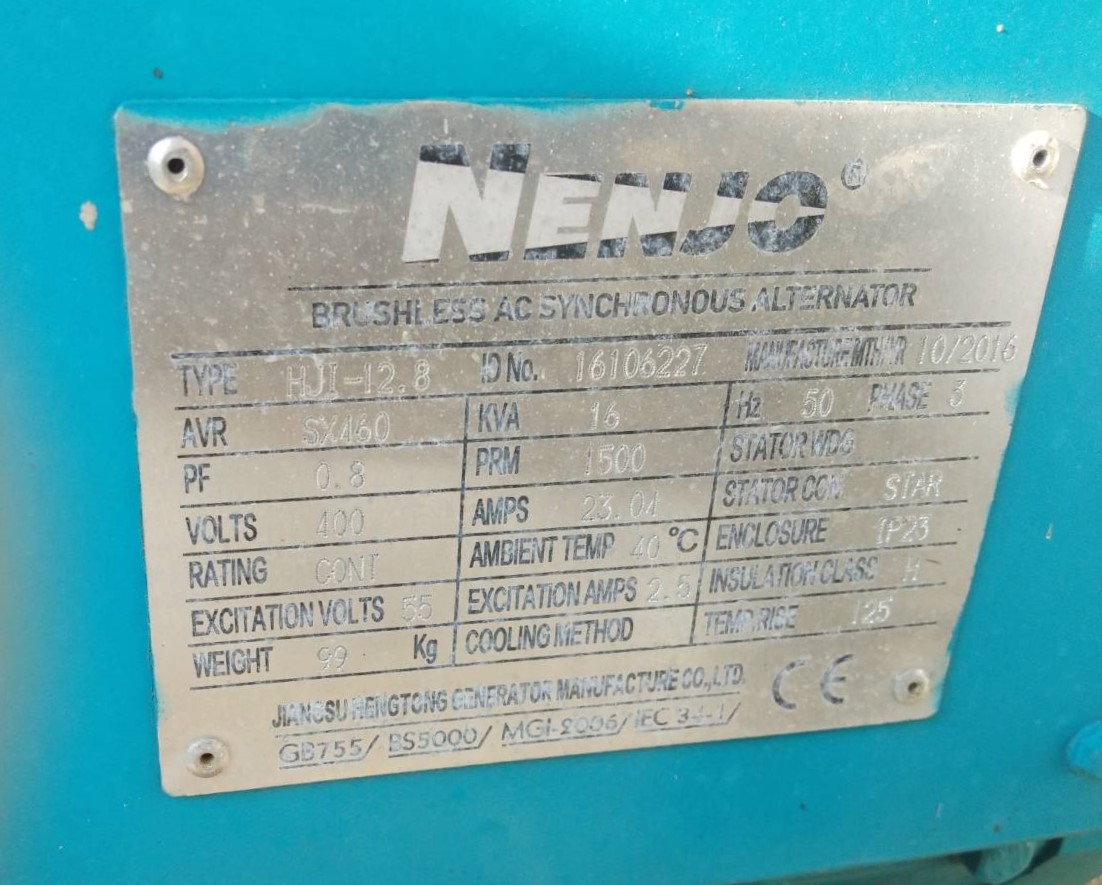 NENJO®
BRUSHLESS AC SYNCHRONOUS ALTERNATOR
TYPE HJI-12.8 ID No. 16106227 MANUFACTURE MTH/YR 10/2016
AVR SX460 KVA 16 Hz 50 PHASE 3
PF 0.8 PRM 1500 STATOR WDG
VOLTS 400 AMPS 23.04 STATOR CON. STAR
RATING CONT AMBIENT TEMP 40 °C ENCLOSURE IP23
EXCITATION VOLTS 55 EXCITATION AMPS 2.5 INSULATION CLASS H
WEIGHT 99 Kg COOLING METHOD TEMP.RISE 125
JIANGSU HENGTONG GENERATOR MANUFACTURE CO.,LTD. CE
GB755/ BS5000/ MGI-2006/ IEC 34-1/